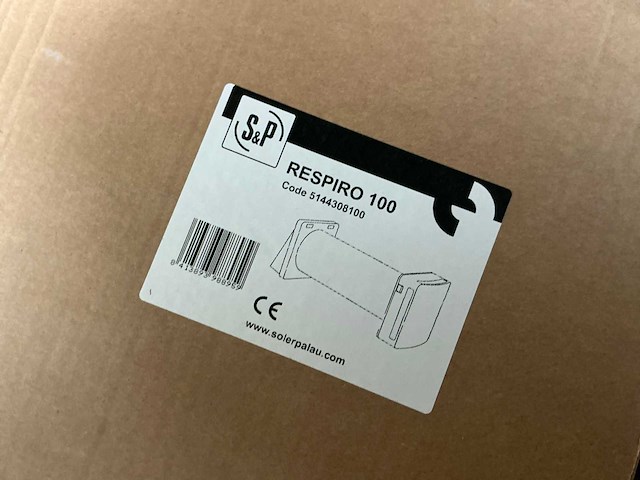 S&P
RESPIRO 100
Code 5144308100
CE
www.solerpalau.com